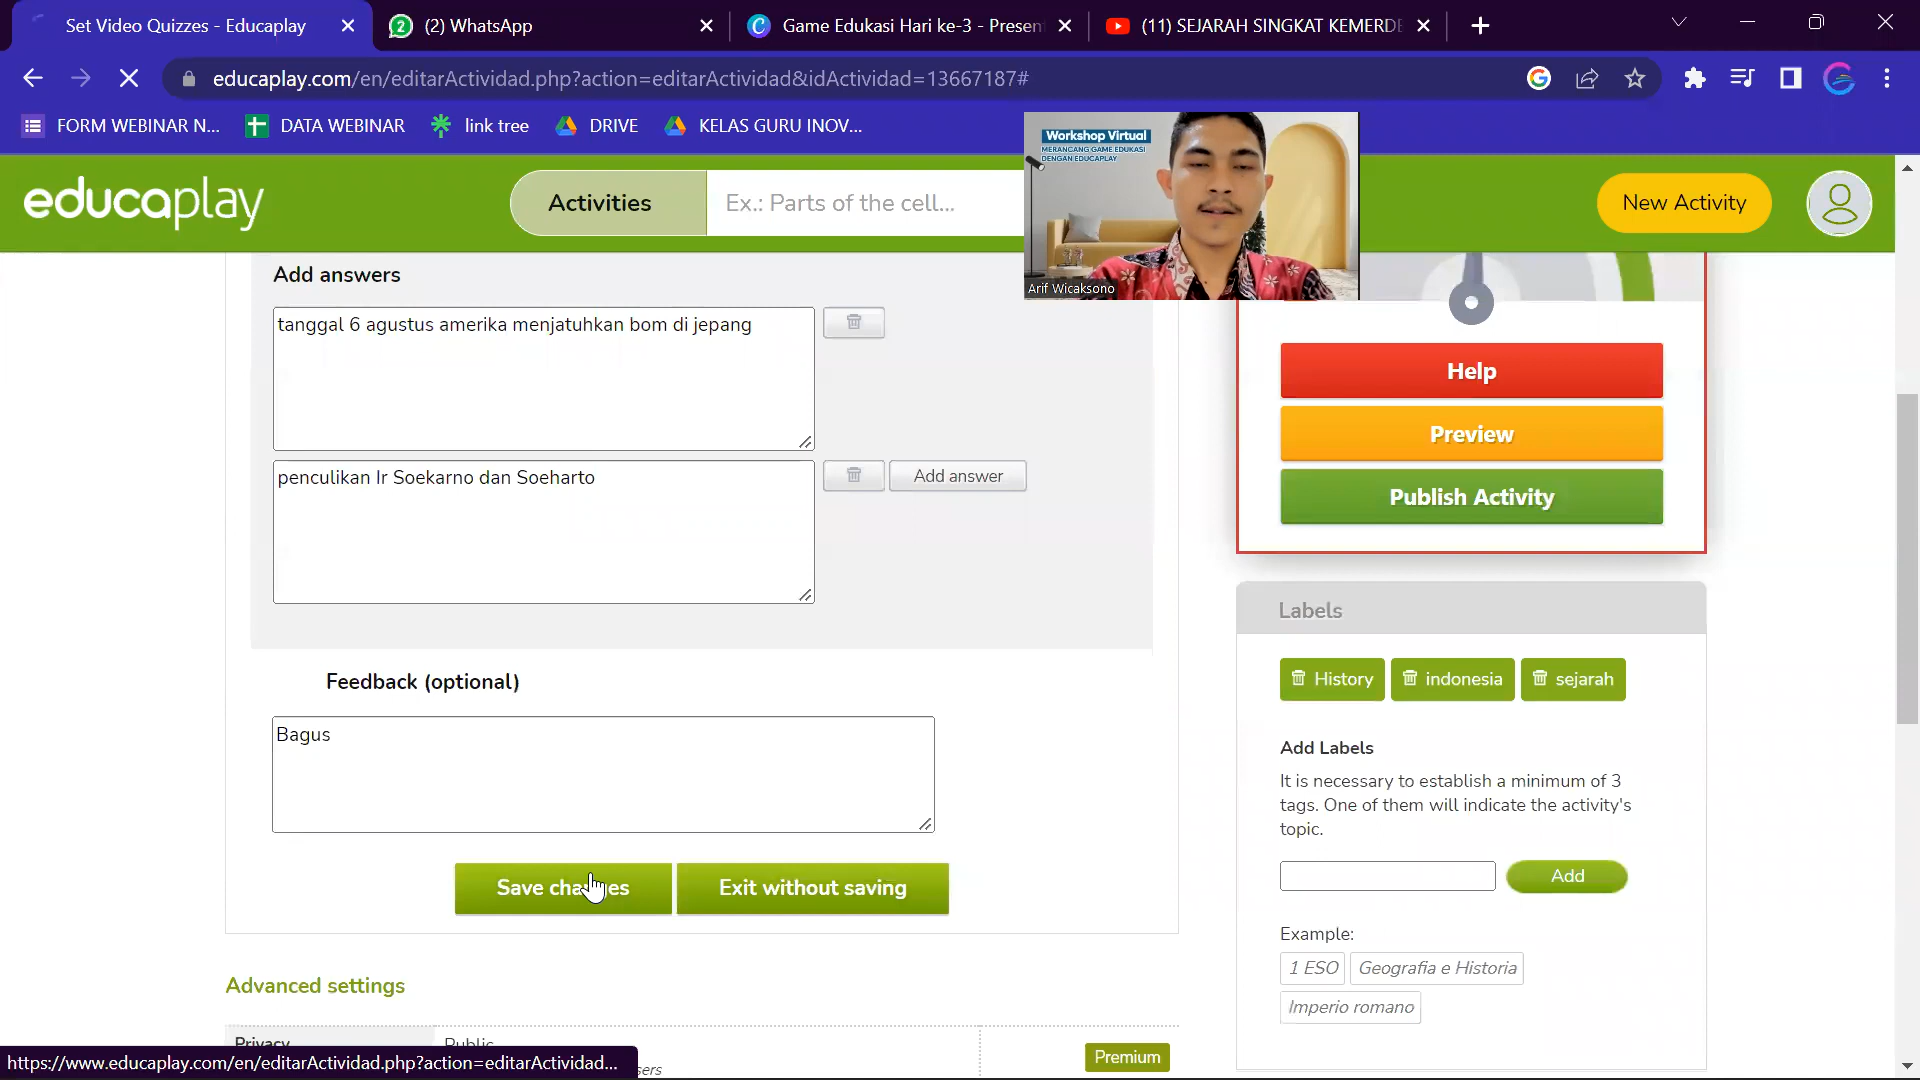 Set Video Quizzes - Educaplay
(2) WhatsApp
Game Edukasi Hari ke-3 - Presen
(11) SEJARAH SINGKAT KEMERDE
educaplay.com/en/editarActividad.php?action=editarActividad&idActividad=13667187#
FORM WEBINAR N...
DATA WEBINAR
link tree
DRIVE
KELAS GURU INOV...
Workshop Virtual
MERANCANG GAME EDUKASI
DENGAN EDUCAPLAY
Arif Wicaksono
educaplay
Activities
Ex.: Parts of the cell...
New Activity
Add answers
tanggal 6 agustus amerika menjatuhkan bom di jepang
penculikan Ir Soekarno dan Soeharto
Add answer
Feedback (optional)
Bagus
Save changes
Exit without saving
Advanced settings
Privacy
Public
Premium
https://www.educaplay.com/en/editarActividad.php?action=editarActividad...
Help
Preview
Publish Activity
Labels
History
indonesia
sejarah
Add Labels
It is necessary to establish a minimum of 3
tags. One of them will indicate the activity's
topic.
Add
Example:
1 ESO
Geografia e Historia
Imperio romano